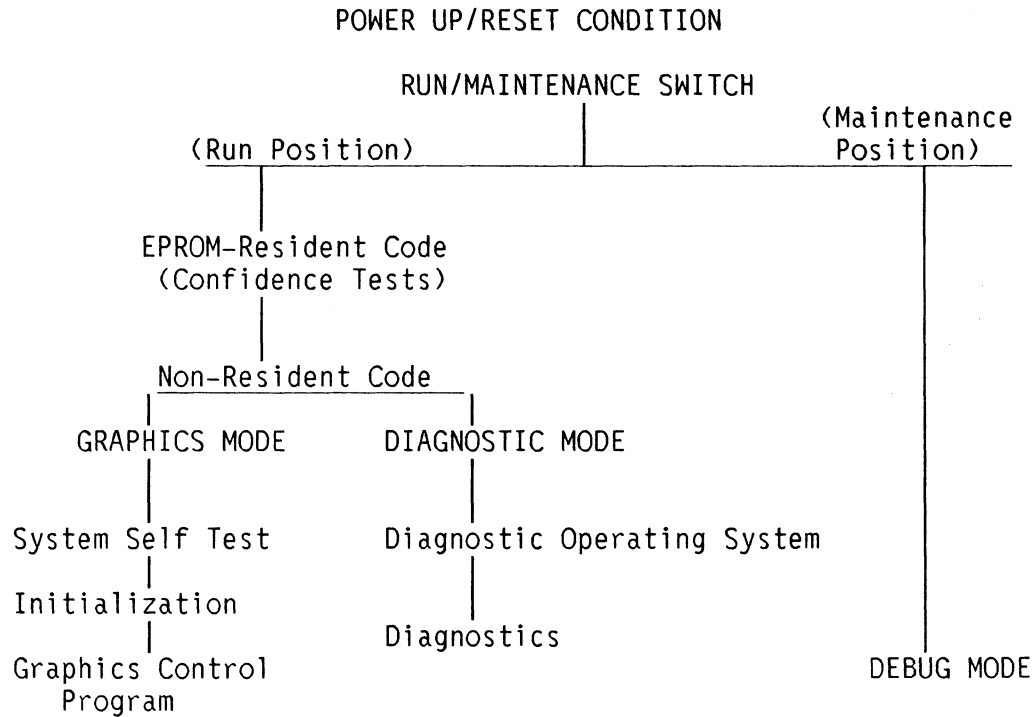 POWER UP/RESET CONDITION
RUN/MAINTENANCE SWITCH
(Run Position)
(Maintenance
Position)
EPROM-Resident Code
(Confidence Tests)
Non-Resident Code
GRAPHICS MODE
DIAGNOSTIC MODE
System Self Test
Diagnostic Operating System
Initialization
Diagnostics
Graphics Control
Program
DEBUG MODE